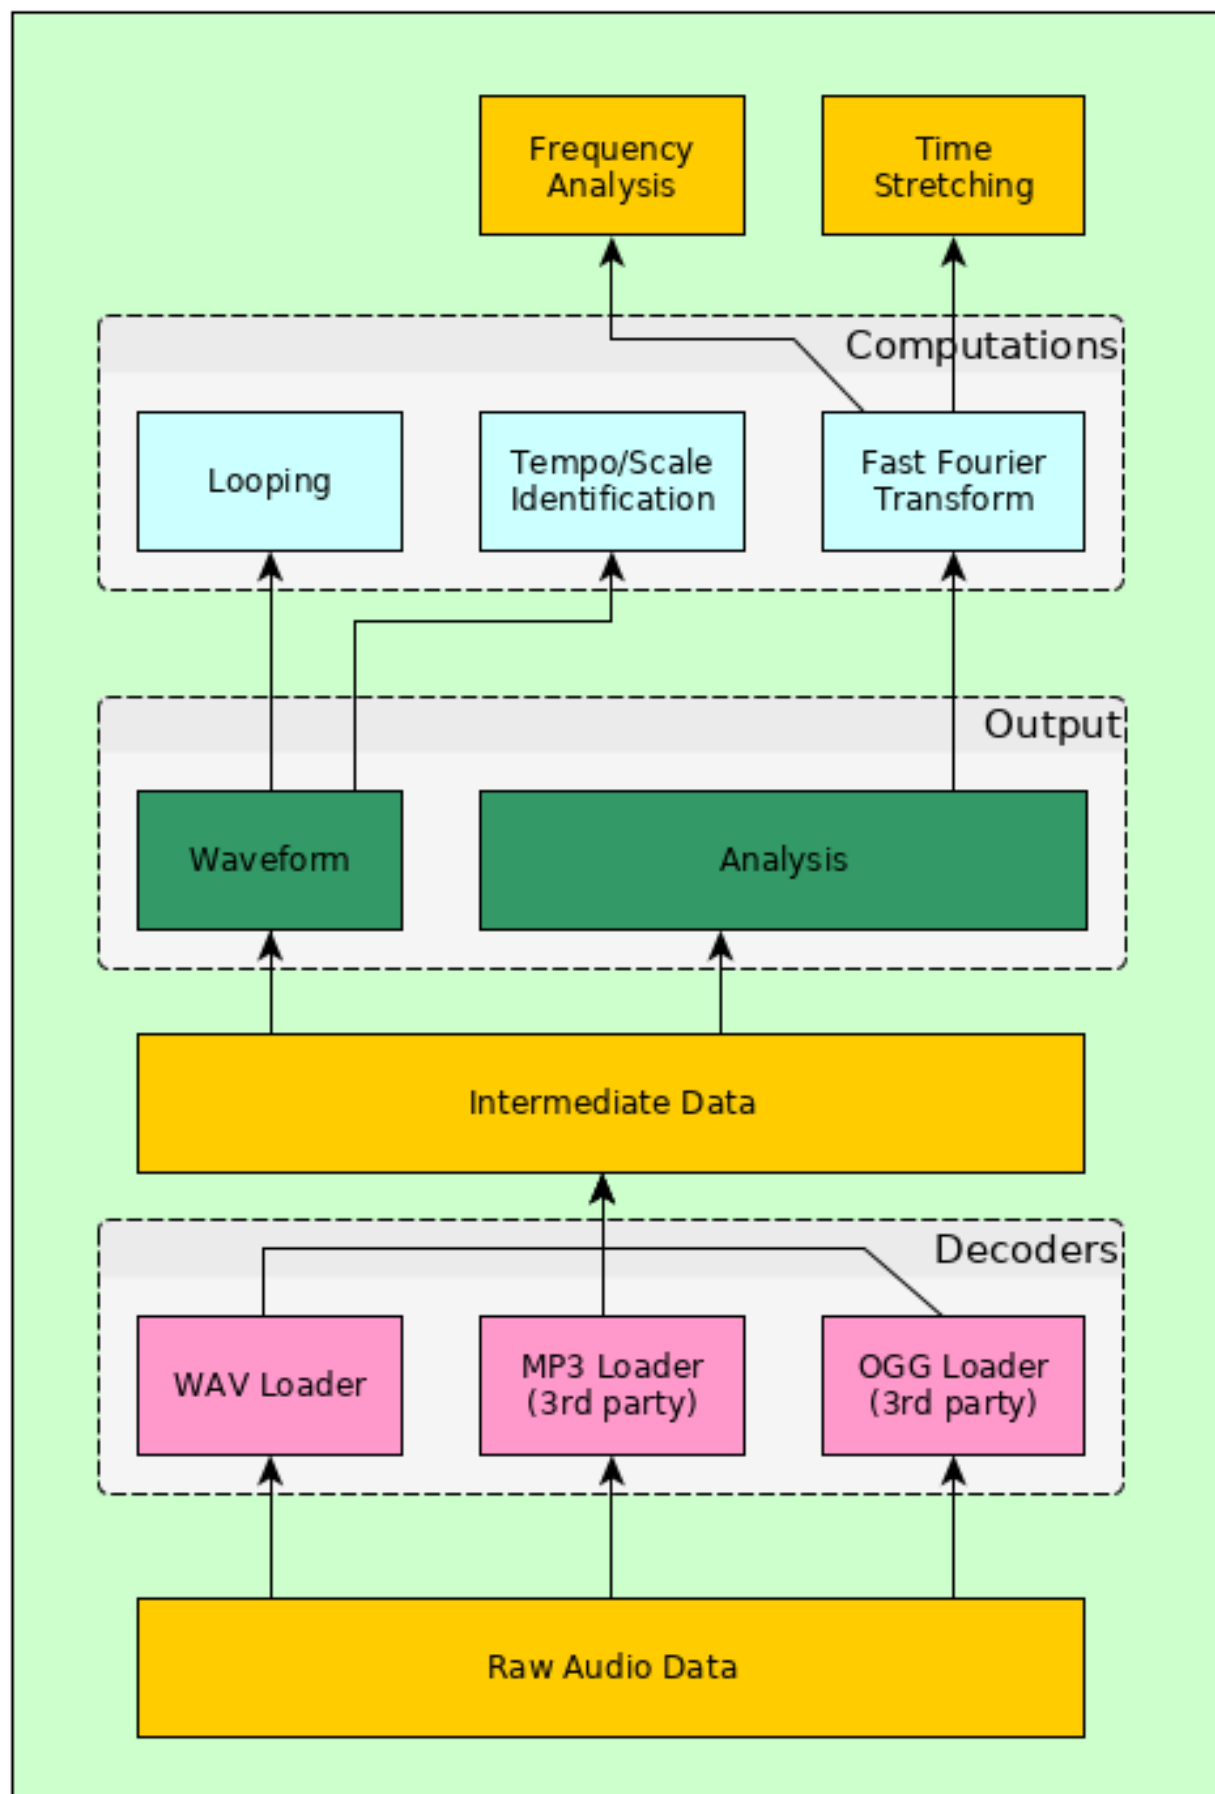 Frequency
Analysis
Time
Stretching
Computations
Looping
Tempo/Scale
Identification
Fast Fourier
Transform
Output
Waveform
Analysis
Intermediate Data
Decoders
WAV Loader
MP3 Loader
(3rd party)
OGG Loader
(3rd party)
Raw Audio Data